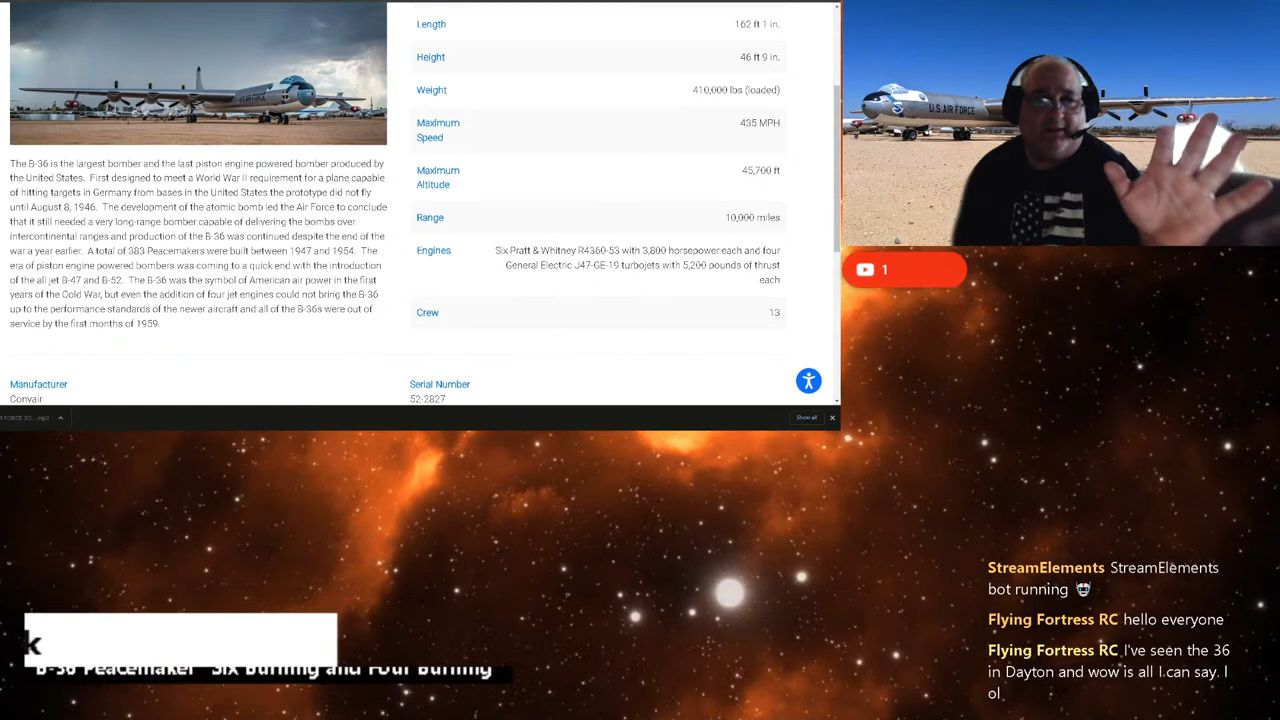 Length 162 ft 1 in.
Height 46 ft 9 in.
Weight 410,000 lbs (loaded)
Maximum Speed 435 MPH
Maximum Altitude 45,700 ft
Range 10,000 miles
Engines Six Pratt & Whitney R4360-53 with 3,800 horsepower each and four
General Electric J47-GE-19 turbojets with 5,200 pounds of thrust
each
Crew 13
The B-36 is the largest bomber and the last piston engine powered bomber produced by
the United States. First designed to meet a World War II requirement for a plane capable
of hitting targets in Germany from bases in the United States the prototype did not fly
until August 8, 1946. The development of the atomic bomb led the Air Force to conclude
that it still needed a very long-range bomber capable of delivering the bombs over
intercontinental ranges and production of the B-36 was continued despite the end of the
war a year earlier. A total of 383 Peacemakers were built between 1947 and 1954. The
era of piston engine powered bombers was coming to a quick end with the introduction
of the all jet B-47 and B-52. The B-36 was the symbol of American air power in the first
years of the Cold War, but even the addition of four jet engines could not bring the B-36
up to the performance standards of the newer aircraft and all of the B-36s were out of
service by the first months of 1959.
Manufacturer
Convair
Serial Number
52-2827
FORCE SO....mp3
Show all
U.S. AIR FORCE
1
StreamElements StreamElements
bot running
Flying Fortress RC hello everyone
Flying Fortress RC I've seen the 36
in Dayton and wow is all I can say. l
ol
k
B-36 Peacemaker "Six Burning and Four Burning